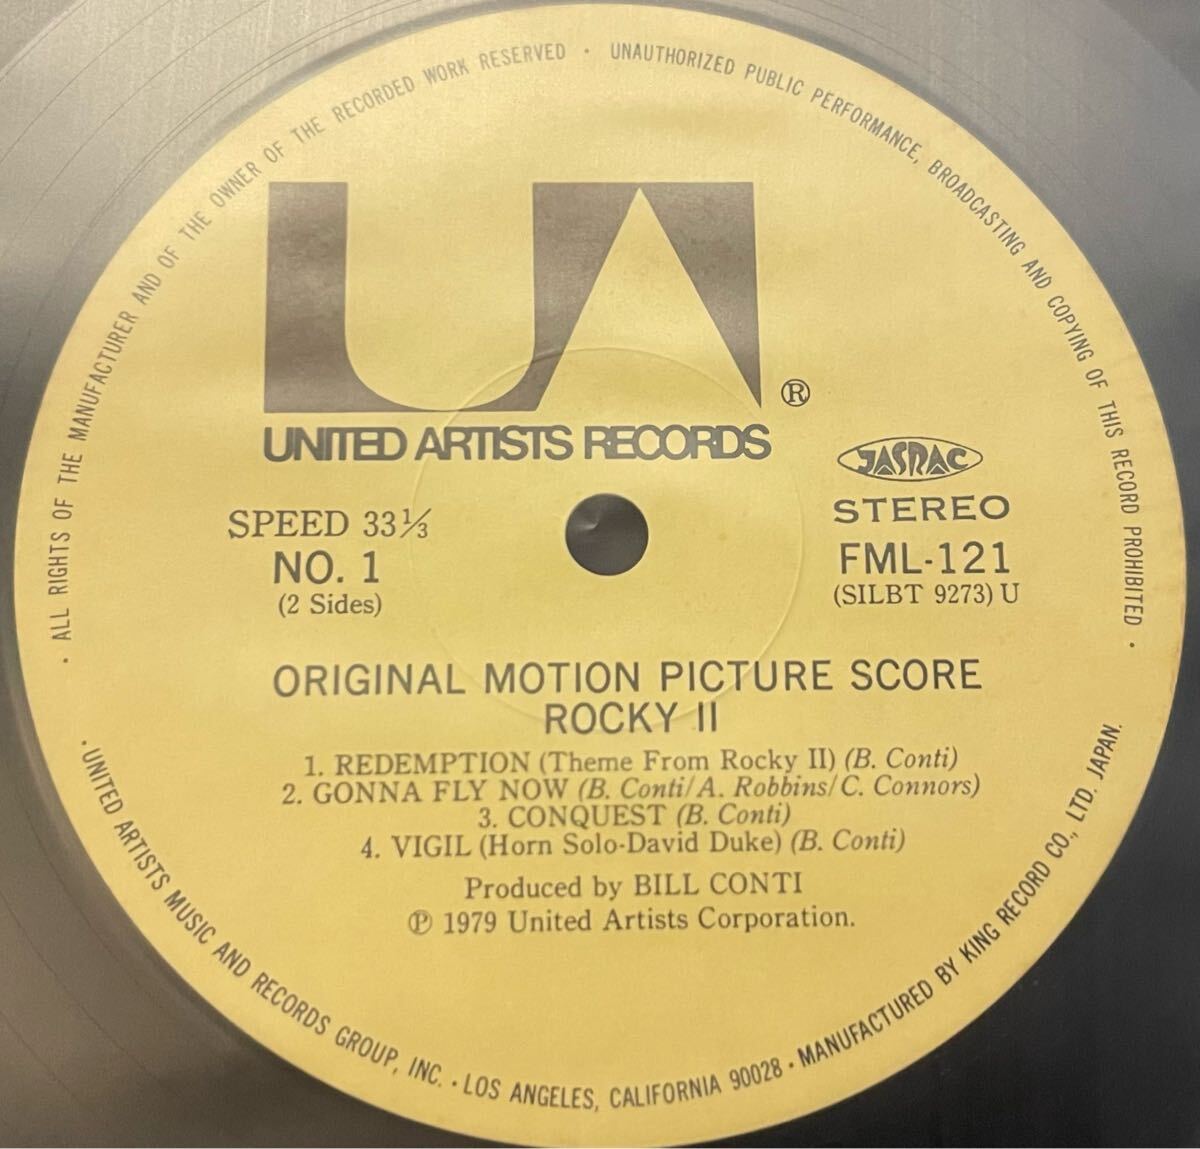 · ALL RIGHTS OF THE MANUFACTURER AND OF THE OWNER OF THE RECORDED WORK RESERVED · UNAUTHORIZED PUBLIC PERFORMANCE, BROADCASTING AND COPYING OF THIS RECORD PROHIBITED ·
UA
®
UNITED ARTISTS RECORDS
JASRAC
SPEED 33⅓
STEREO
NO. 1
FML-121
(2 Sides)
(SILBT 9273) U
ORIGINAL MOTION PICTURE SCORE
ROCKY II
1. REDEMPTION (Theme From Rocky II) (B. Conti)
2. GONNA FLY NOW (B. Conti/A. Robbins/C. Connors)
3. CONQUEST (B. Conti)
4. VIGIL (Horn Solo-David Duke) (B. Conti)
Produced by BILL CONTI
℗ 1979 United Artists Corporation.
· UNITED ARTISTS MUSIC AND RECORDS GROUP, INC. · LOS ANGELES, CALIFORNIA 90028 · MANUFACTURED BY KING RECORD CO., LTD. JAPAN.